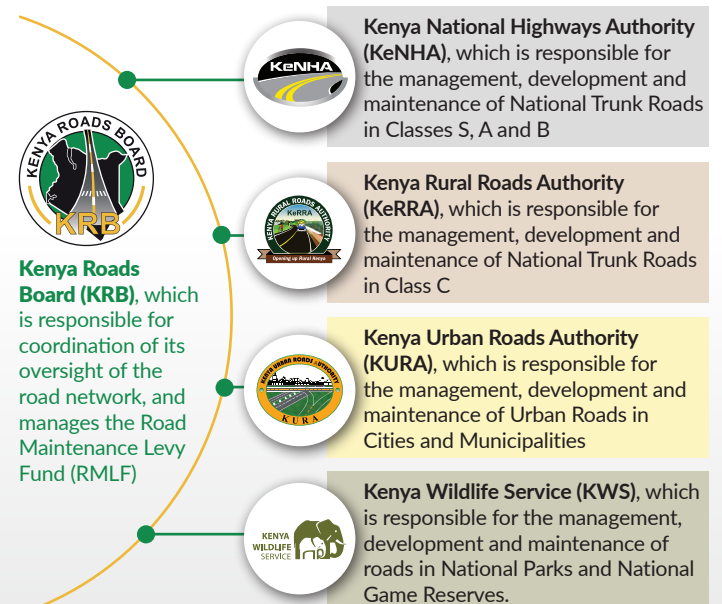 KENYA ROADS BOARD
KRB
Kenya Roads
Board (KRB), which
is responsible for
coordination of its
oversight of the
road network, and
manages the Road
Maintenance Levy
Fund (RMLF)
KeNHA
Kenya National Highways Authority
(KeNHA), which is responsible for
the management, development and
maintenance of National Trunk Roads
in Classes S, A and B
KENYA RURAL ROADS AUTHORITY
KeRRA
Opening up Rural Kenya
Kenya Rural Roads Authority
(KeRRA), which is responsible for
the management, development and
maintenance of National Trunk Roads
in Class C
KENYA URBAN ROADS AUTHORITY
KURA
Kenya Urban Roads Authority
(KURA), which is responsible for
the management, development and
maintenance of Urban Roads in
Cities and Municipalities
KENYA
WILDLIFE
SERVICE
Kenya Wildlife Service (KWS), which
is responsible for the management,
development and maintenance of
roads in National Parks and National
Game Reserves.